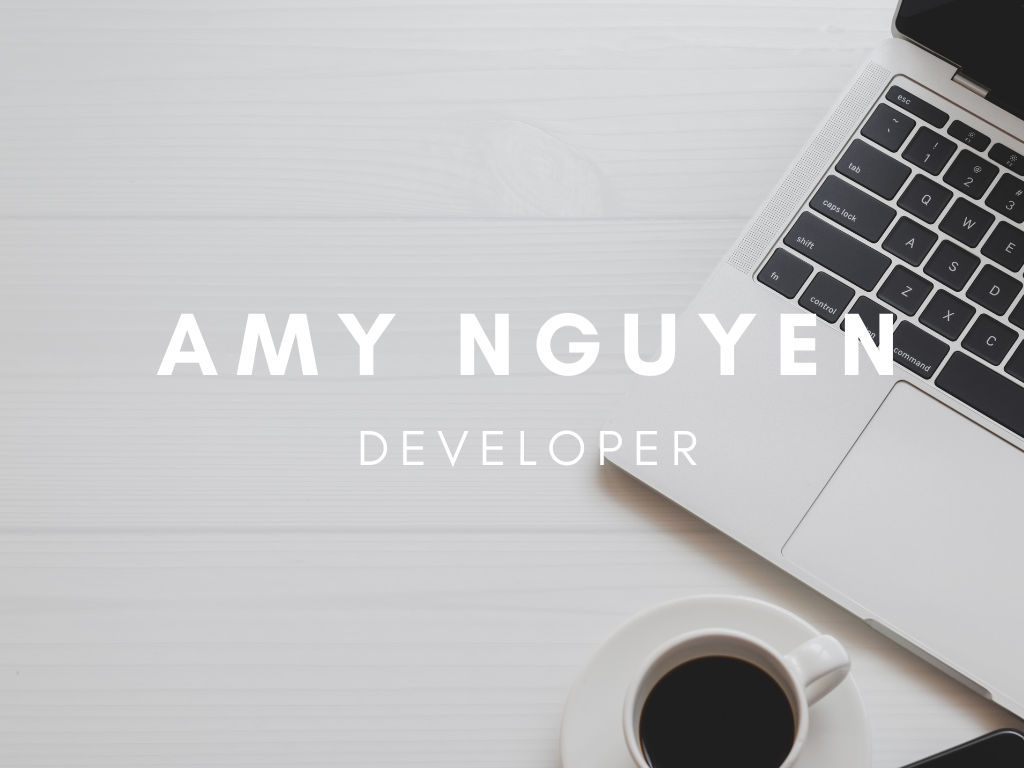 esc
~
`
!
1
@
2
#
3
tab
Q
W
E
caps lock
A
S
D
shift
Z
X
C
fn
control
command
AMY NGUYEN
DEVELOPER